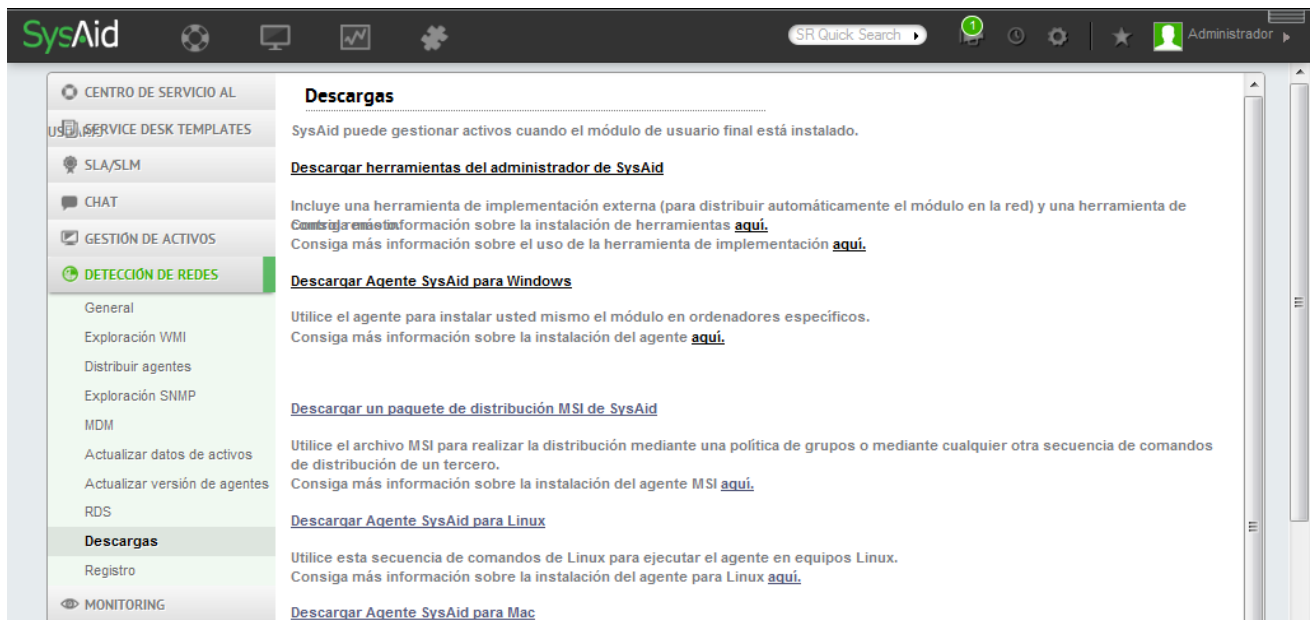 SysAid
SR Quick Search
1
Administrador
CENTRO DE SERVICIO AL
USUARIO
SERVICE DESK TEMPLATES
SLA/SLM
CHAT
GESTIÓN DE ACTIVOS
DETECCIÓN DE REDES
General
Exploración WMI
Distribuir agentes
Exploración SNMP
MDM
Actualizar datos de activos
Actualizar versión de agentes
RDS
Descargas
Registro
MONITORING
Descargas
SysAid puede gestionar activos cuando el módulo de usuario final está instalado.
Descargar herramientas del administrador de SysAid
Incluye una herramienta de implementación externa (para distribuir automáticamente el módulo en la red) y una herramienta de
control remoto.
Consiga más información sobre la instalación de herramientas aquí.
Consiga más información sobre el uso de la herramienta de implementación aquí.
Descargar Agente SysAid para Windows
Utilice el agente para instalar usted mismo el módulo en ordenadores específicos.
Consiga más información sobre la instalación del agente aquí.
Descargar un paquete de distribución MSI de SysAid
Utilice el archivo MSI para realizar la distribución mediante una política de grupos o mediante cualquier otra secuencia de comandos
de distribución de un tercero.
Consiga más información sobre la instalación del agente MSI aquí.
Descargar Agente SysAid para Linux
Utilice esta secuencia de comandos de Linux para ejecutar el agente en equipos Linux.
Consiga más información sobre la instalación del agente para Linux aquí.
Descargar Agente SysAid para Mac